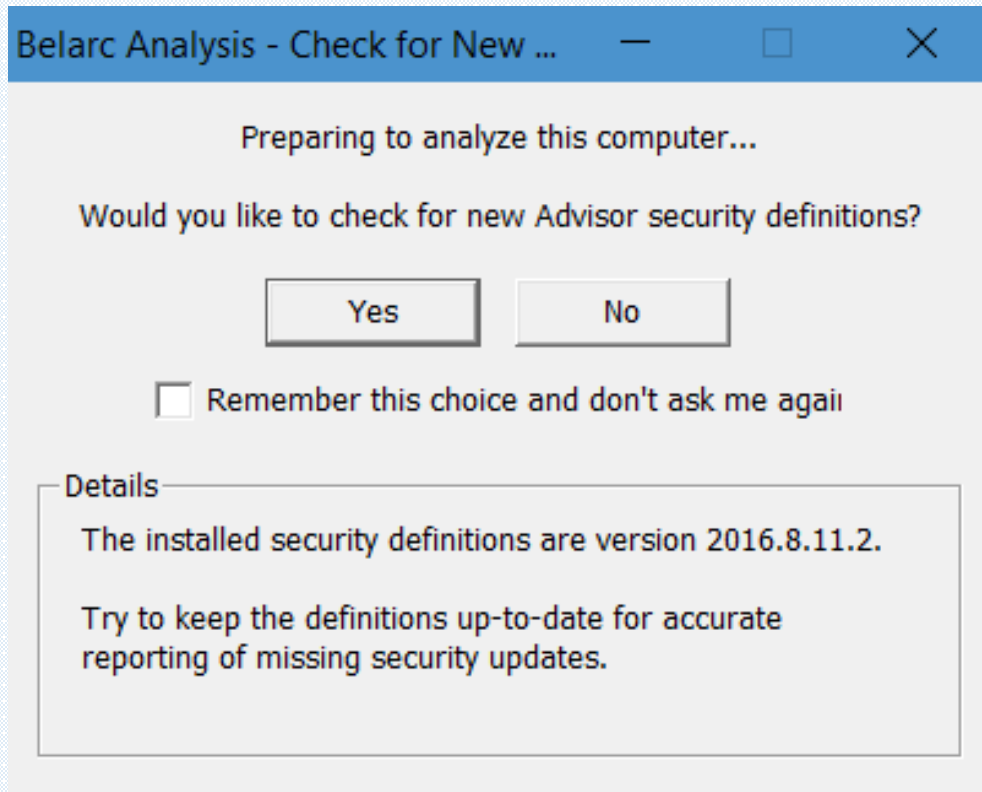 Belarc Analysis - Check for New ...
Preparing to analyze this computer...
Would you like to check for new Advisor security definitions?
Yes No
Remember this choice and don't ask me agai
Details
The installed security definitions are version 2016.8.11.2.
Try to keep the definitions up-to-date for accurate
reporting of missing security updates.